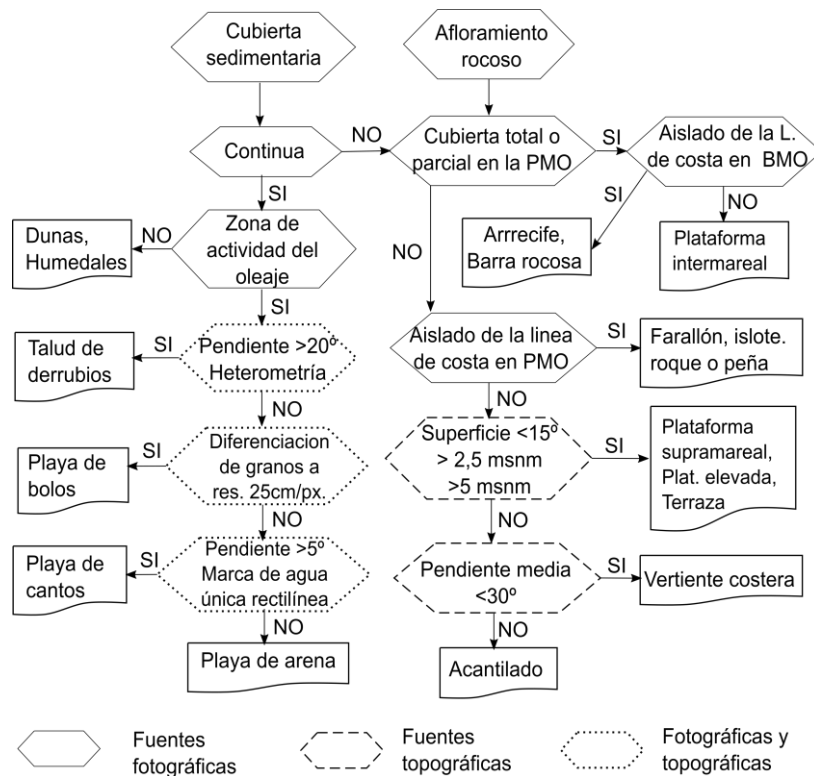 Cubierta
sedimentaria
Afloramiento
rocoso
Continua
NO
Cubierta total o
parcial en la PMO
SI
Aislado de la L.
de costa en BMO
SI
SI
NO
Zona de
actividad del
oleaje
NO
Dunas,
Humedales
NO
Arrrecife,
Barra rocosa
Plataforma
intermareal
SI
Pendiente >20º
Heterometría
SI
Talud de
derrubios
Aislado de la linea
de costa en PMO
SI
Farallón, islote.
roque o peña
NO
NO
Diferenciacion
de granos a
res. 25cm/px.
SI
Playa de
bolos
Superficie <15º
> 2,5 msnm
>5 msnm
SI
Plataforma
supramareal,
Plat. elevada,
Terraza
NO
NO
Pendiente >5º
Marca de agua
única rectilínea
SI
Playa de
cantos
Pendiente media
<30º
SI
Vertiente costera
NO
NO
Playa de arena
Acantilado
Fuentes
fotográficas
Fuentes
topográficas
Fotográficas y
topográficas